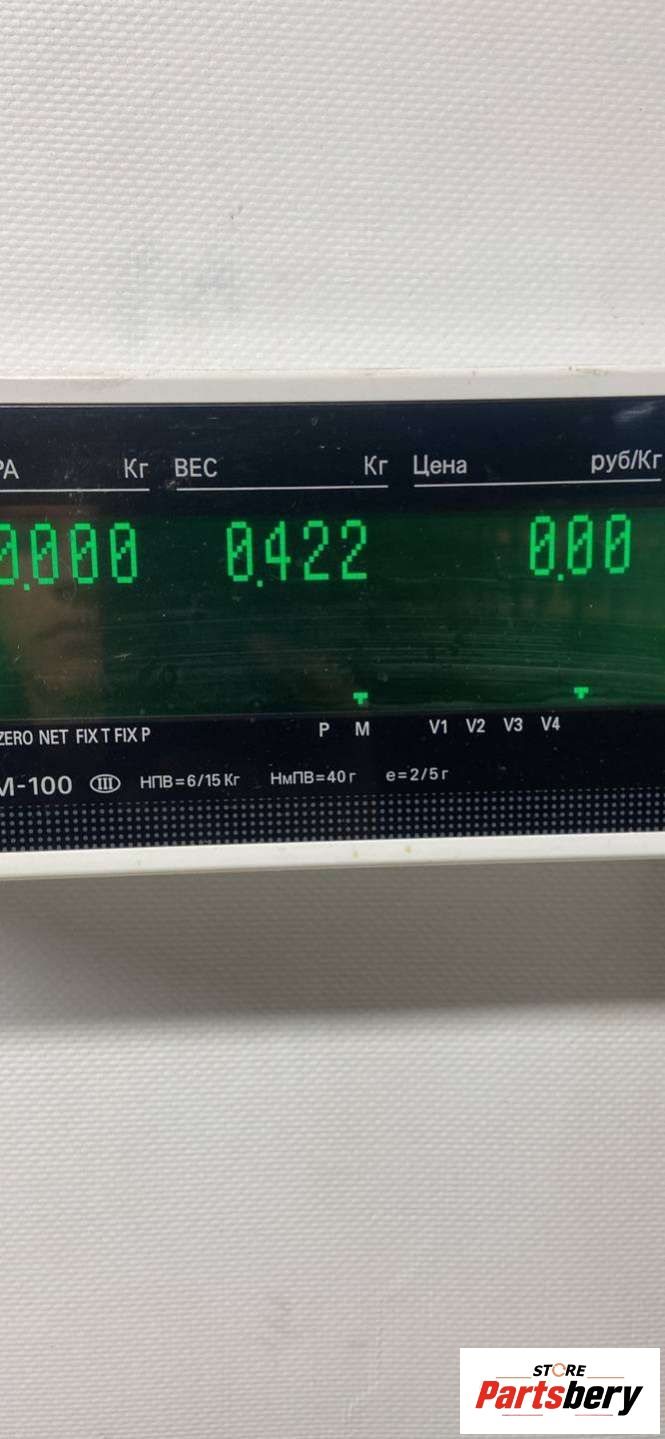 РА Кг ВЕС Кг Цена руб/Кг
0.000 0.422 0.00
ZERO NET FIX T FIX P P M V1 V2 V3 V4
M-100 III НПВ=6/15 Кг НмПВ=40 г e=2/5 г
STORE
Partsbery